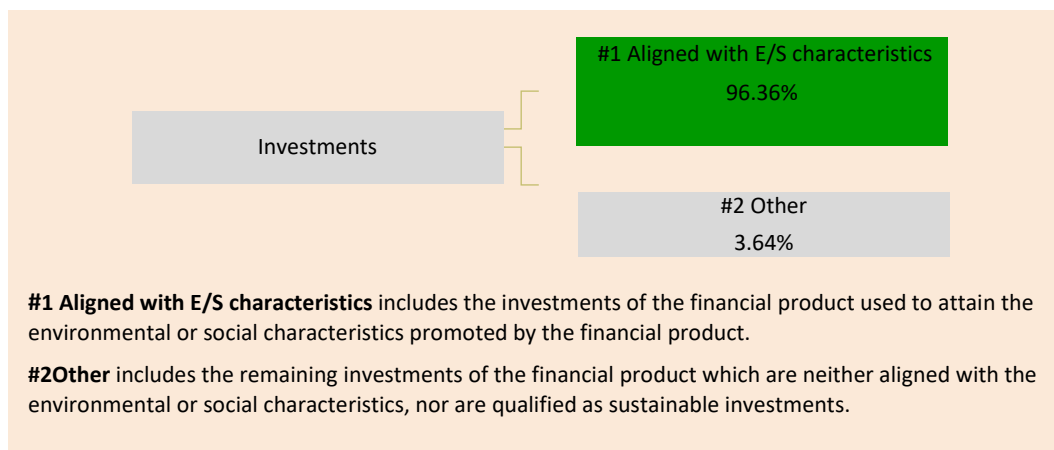 #1 Aligned with E/S characteristics
96.36%
Investments
#2 Other
3.64%
#1 Aligned with E/S characteristics includes the investments of the financial product used to attain the
environmental or social characteristics promoted by the financial product.
#2Other includes the remaining investments of the financial product which are neither aligned with the
environmental or social characteristics, nor are qualified as sustainable investments.